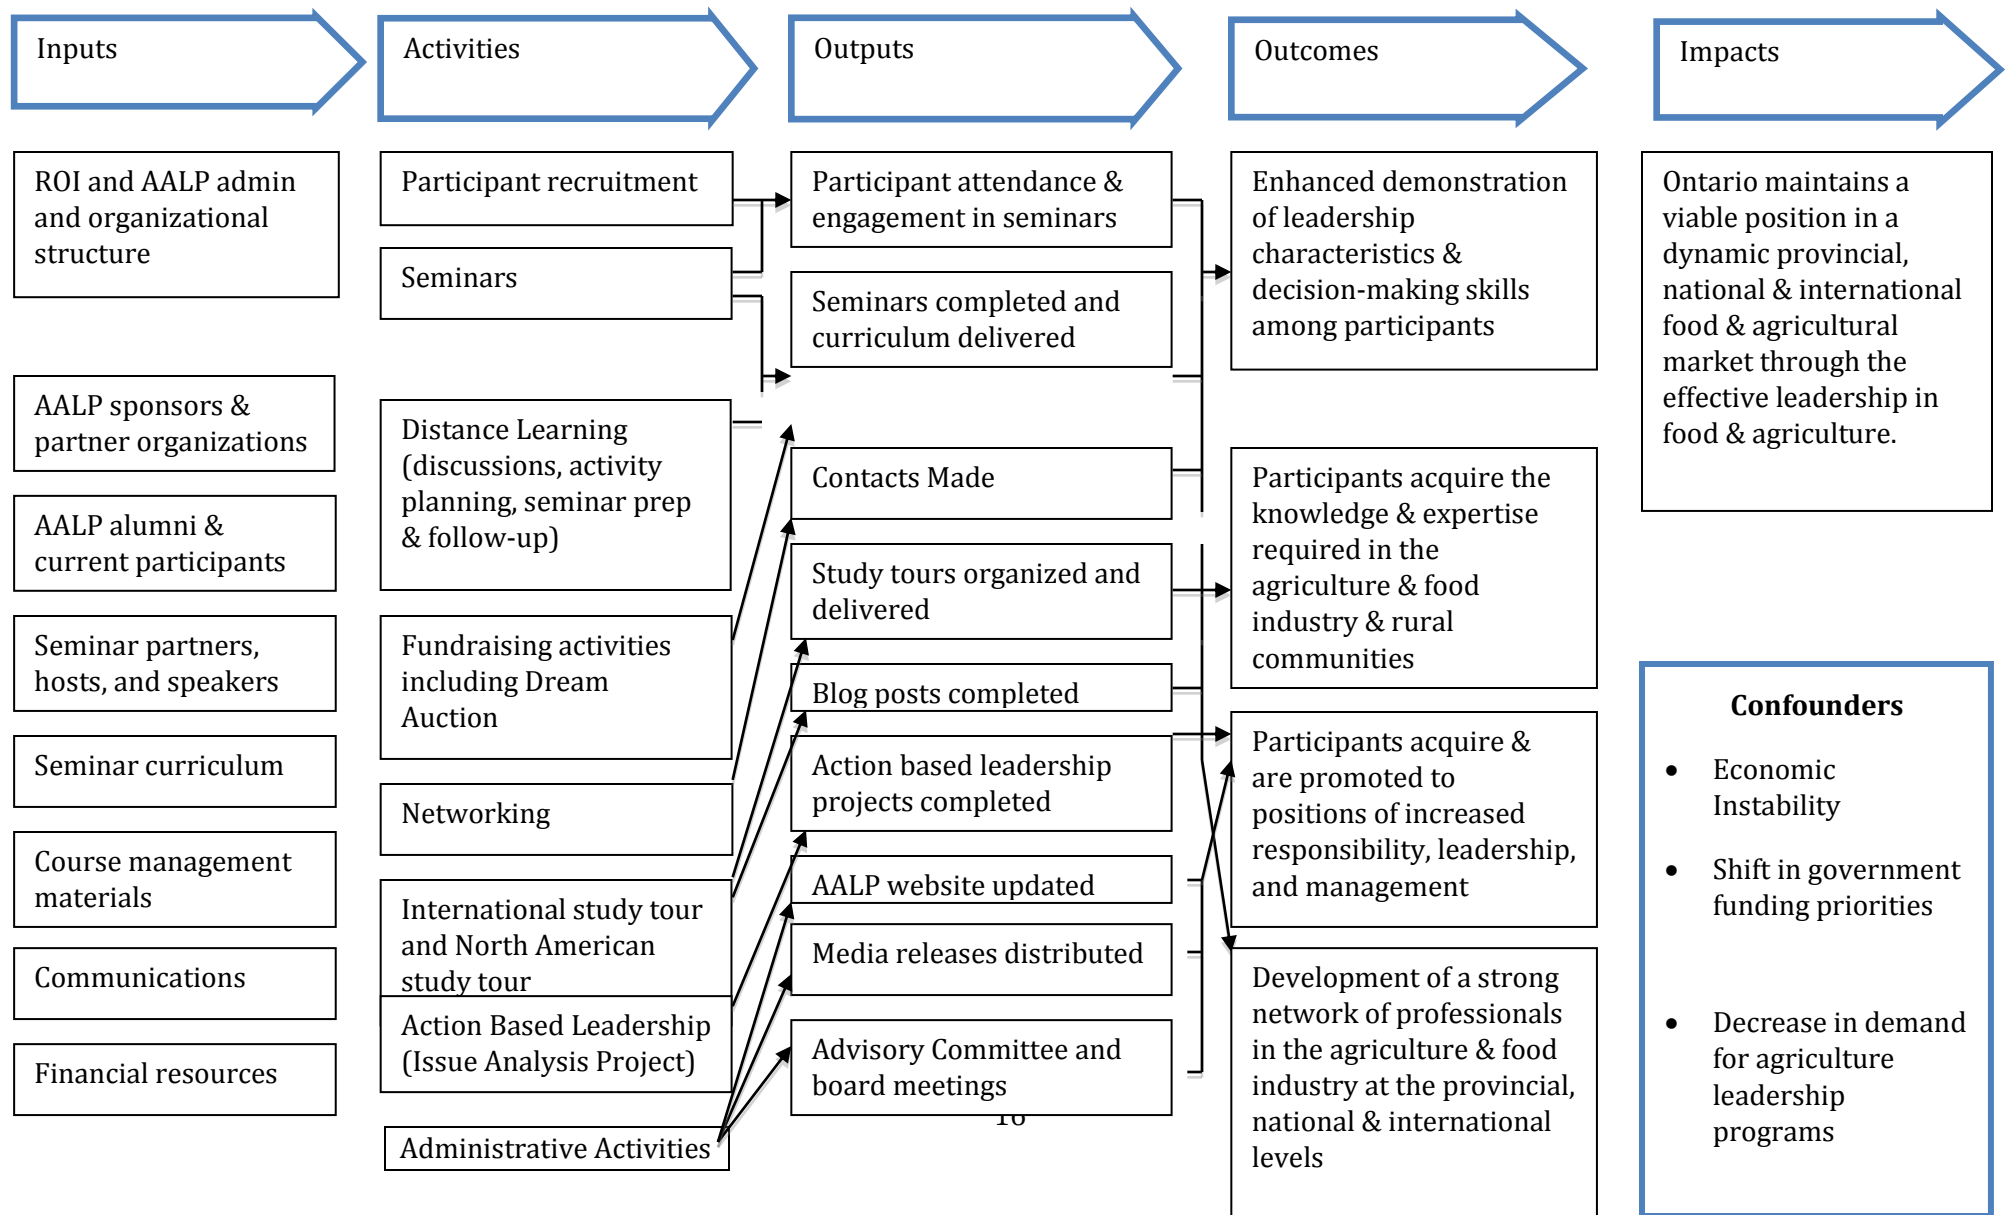 Inputs
Activities
Outputs
Outcomes
Impacts
ROI and AALP admin
and organizational
structure
AALP sponsors &
partner organizations
AALP alumni &
current participants
Seminar partners,
hosts, and speakers
Seminar curriculum
Course management
materials
Communications
Financial resources
Participant recruitment
Seminars
Distance Learning
(discussions, activity
planning, seminar prep
& follow-up)
Fundraising activities
including Dream
Auction
Networking
International study tour
and North American
study tour
Action Based Leadership
(Issue Analysis Project)
Administrative Activities
Participant attendance &
engagement in seminars
Seminars completed and
curriculum delivered
Contacts Made
Study tours organized and
delivered
Blog posts completed
Action based leadership
projects completed
AALP website updated
Media releases distributed
Advisory Committee and
board meetings
Enhanced demonstration
of leadership
characteristics &
decision-making skills
among participants
Participants acquire the
knowledge & expertise
required in the
agriculture & food
industry & rural
communities
Participants acquire &
are promoted to
positions of increased
responsibility, leadership,
and management
Development of a strong
network of professionals
in the agriculture & food
industry at the provincial,
national & international
levels
Ontario maintains a
viable position in a
dynamic provincial,
national & international
food & agricultural
market through the
effective leadership in
food & agriculture.
Confounders
• Economic
Instability
• Shift in government
funding priorities
• Decrease in demand
for agriculture
leadership
programs